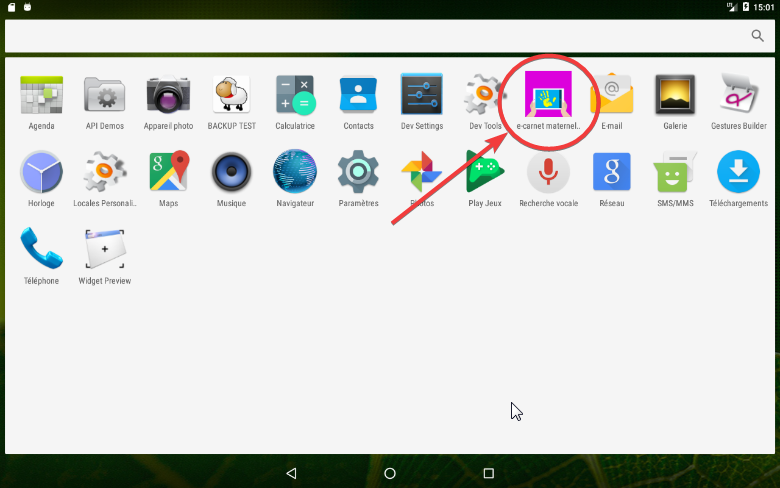 15:01
Agenda
API Demos
Appareil photo
BACKUP TEST
Calculatrice
Contacts
Dev Settings
Dev Tools
e-carnet maternel..
E-mail
Galerie
Gestures Builder
Horloge
Locales Personali..
Maps
Musique
Navigateur
Paramètres
Photos
Play Jeux
Recherche vocale
Réseau
SMS/MMS
Téléchargements
Téléphone
Widget Preview